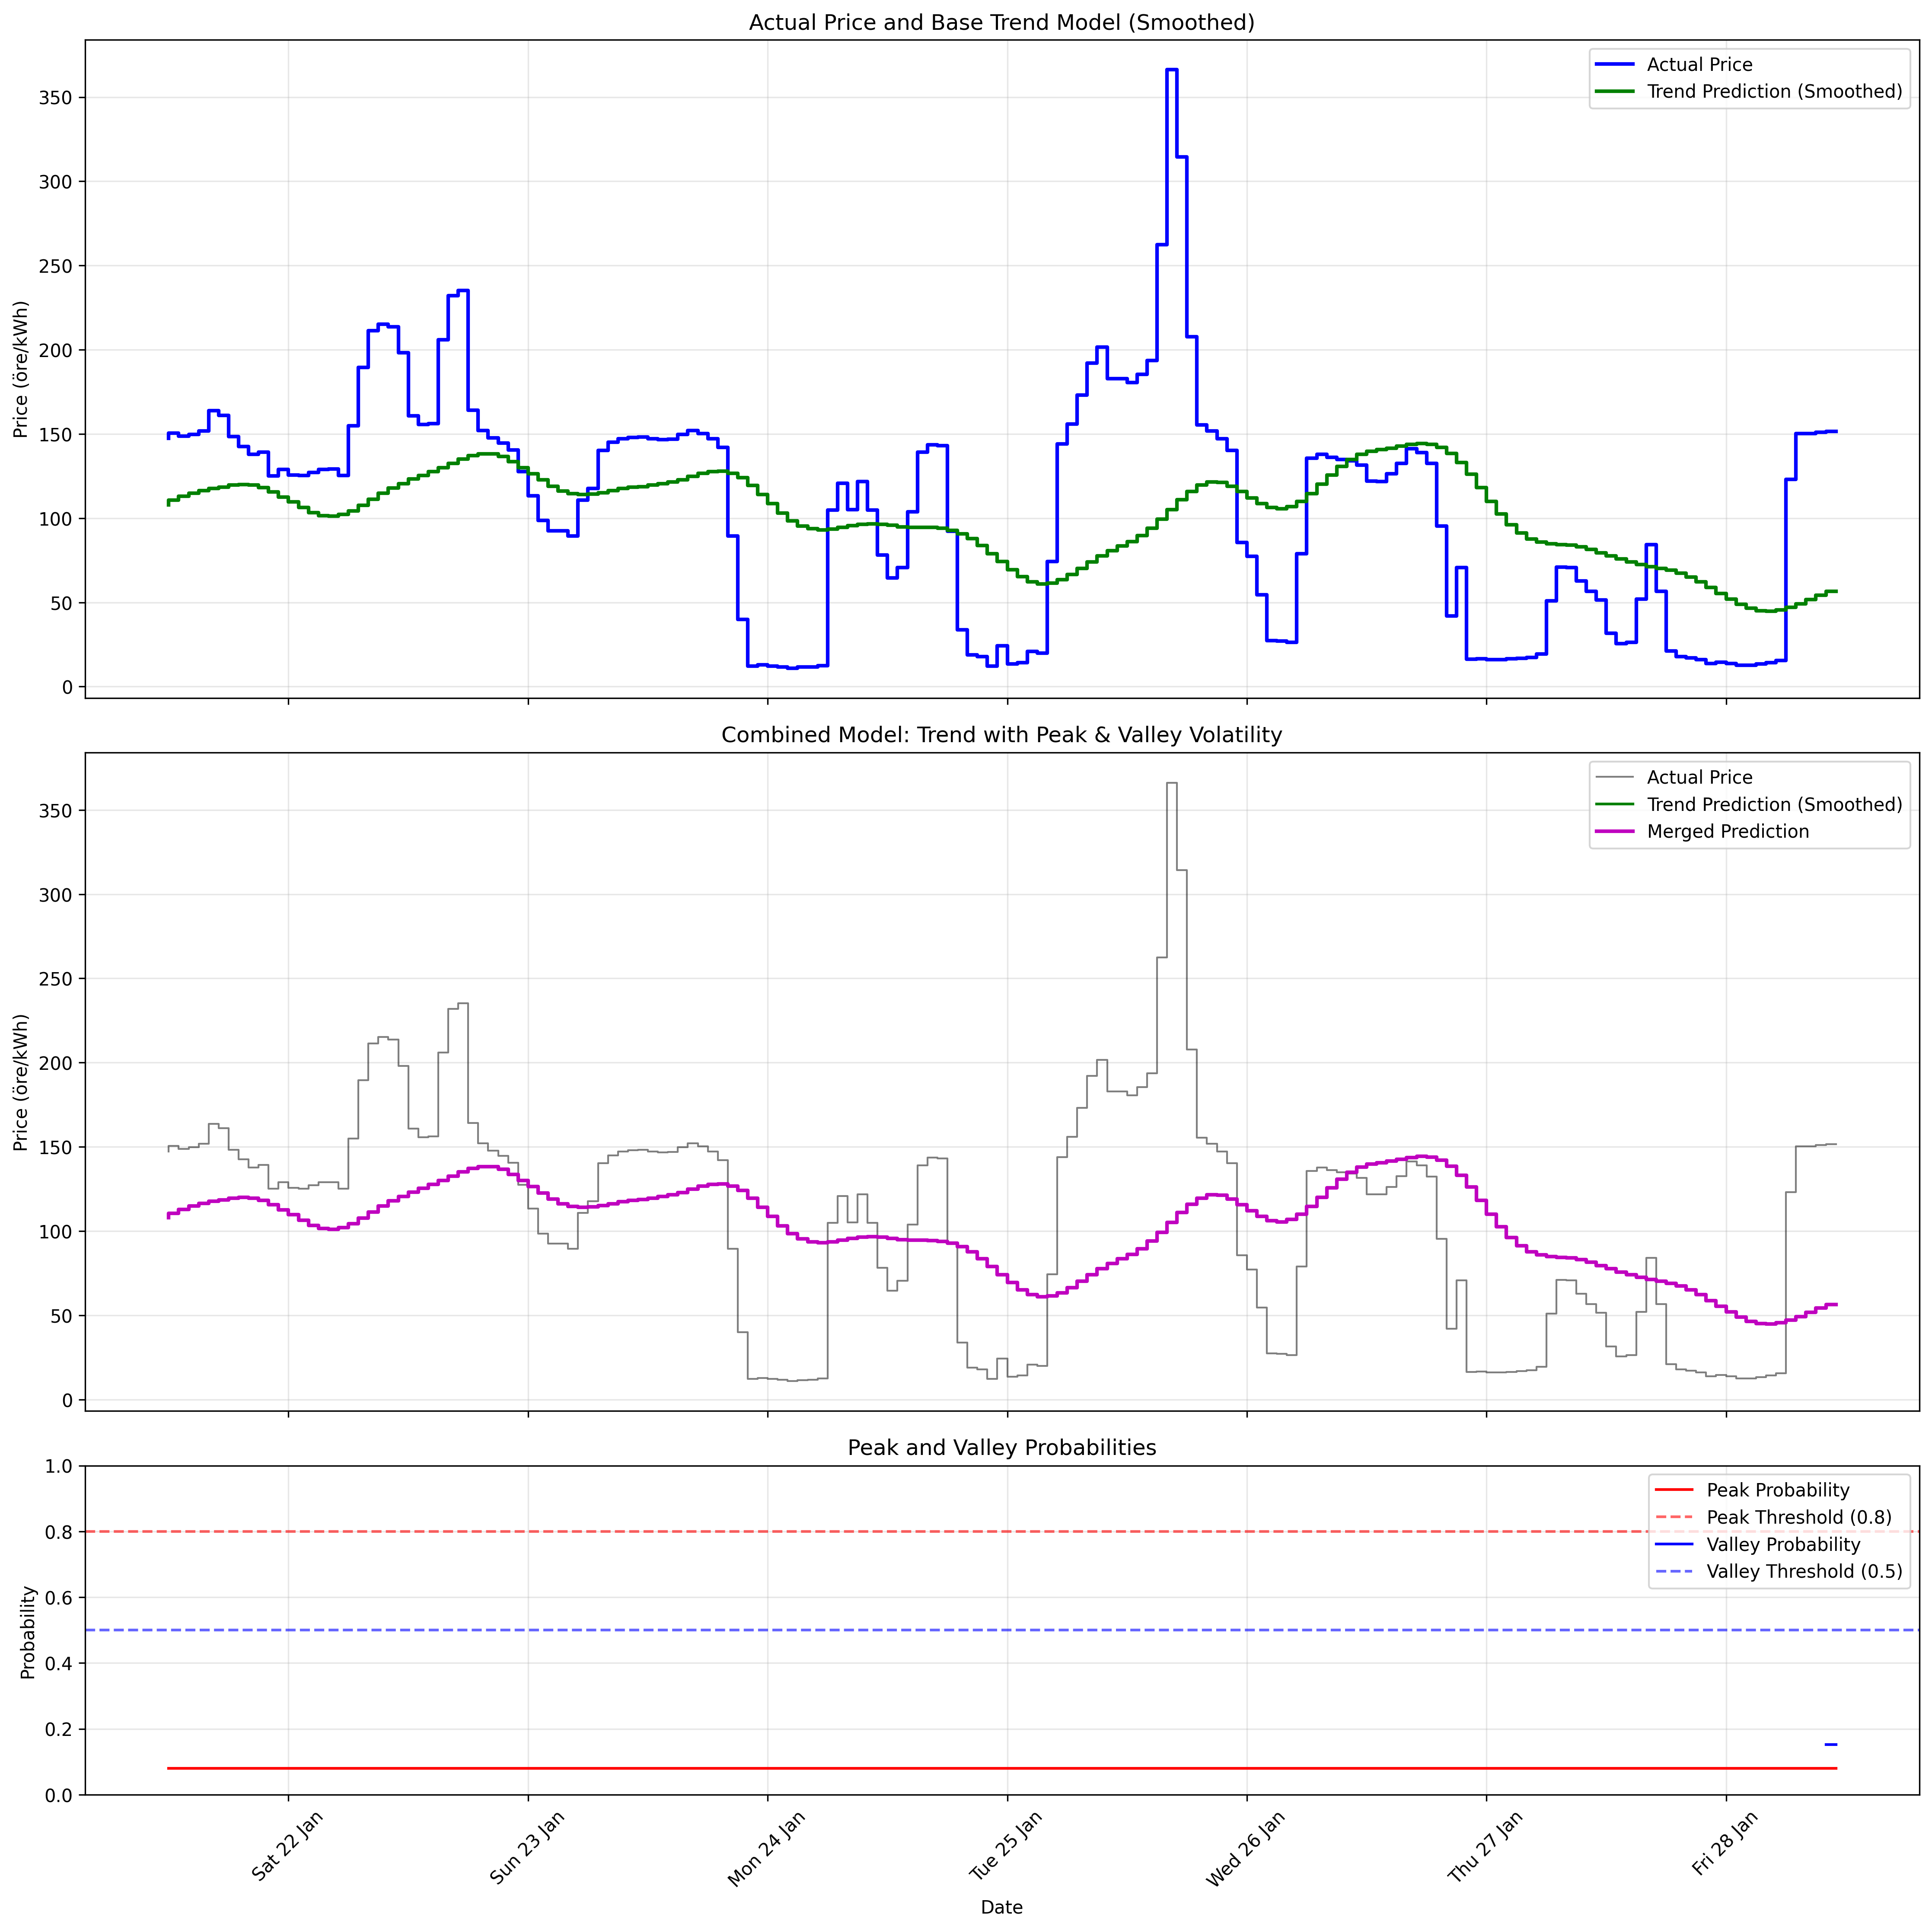 Actual Price and Base Trend Model (Smoothed)
Price (öre/kWh)
350
300
250
200
150
100
50
0
Actual Price
Trend Prediction (Smoothed)
Combined Model: Trend with Peak & Valley Volatility
Price (öre/kWh)
350
300
250
200
150
100
50
0
Actual Price
Trend Prediction (Smoothed)
Merged Prediction
Peak and Valley Probabilities
Probability
1.0
0.8
0.6
0.4
0.2
0.0
Peak Probability
Peak Threshold (0.8)
Valley Probability
Valley Threshold (0.5)
Sat 22 Jan
Sun 23 Jan
Mon 24 Jan
Tue 25 Jan
Wed 26 Jan
Thu 27 Jan
Fri 28 Jan
Date